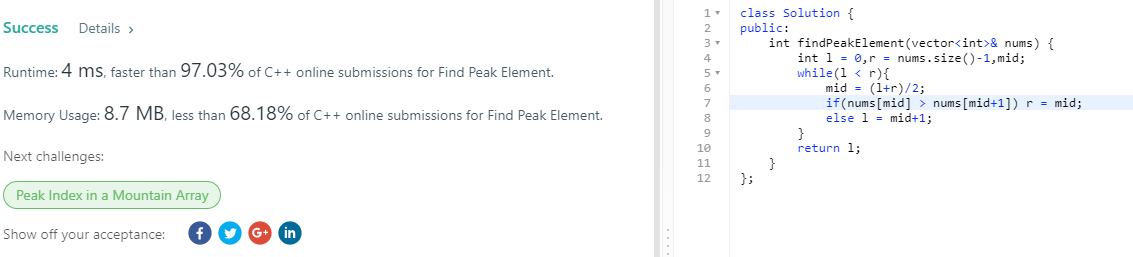 Success Details >
Runtime: 4 ms, faster than 97.03% of C++ online submissions for Find Peak Element.
Memory Usage: 8.7 MB, less than 68.18% of C++ online submissions for Find Peak Element.
Next challenges:
Peak Index in a Mountain Array
Show off your acceptance: f G+ in
1 class Solution {
2 public:
3     int findPeakElement(vector<int>& nums) {
4         int l = 0,r = nums.size()-1,mid;
5         while(l < r){
6             mid = (l+r)/2;
7             if(nums[mid] > nums[mid+1]) r = mid;
8             else l = mid+1;
9         }
10         return l;
11     }
12 };